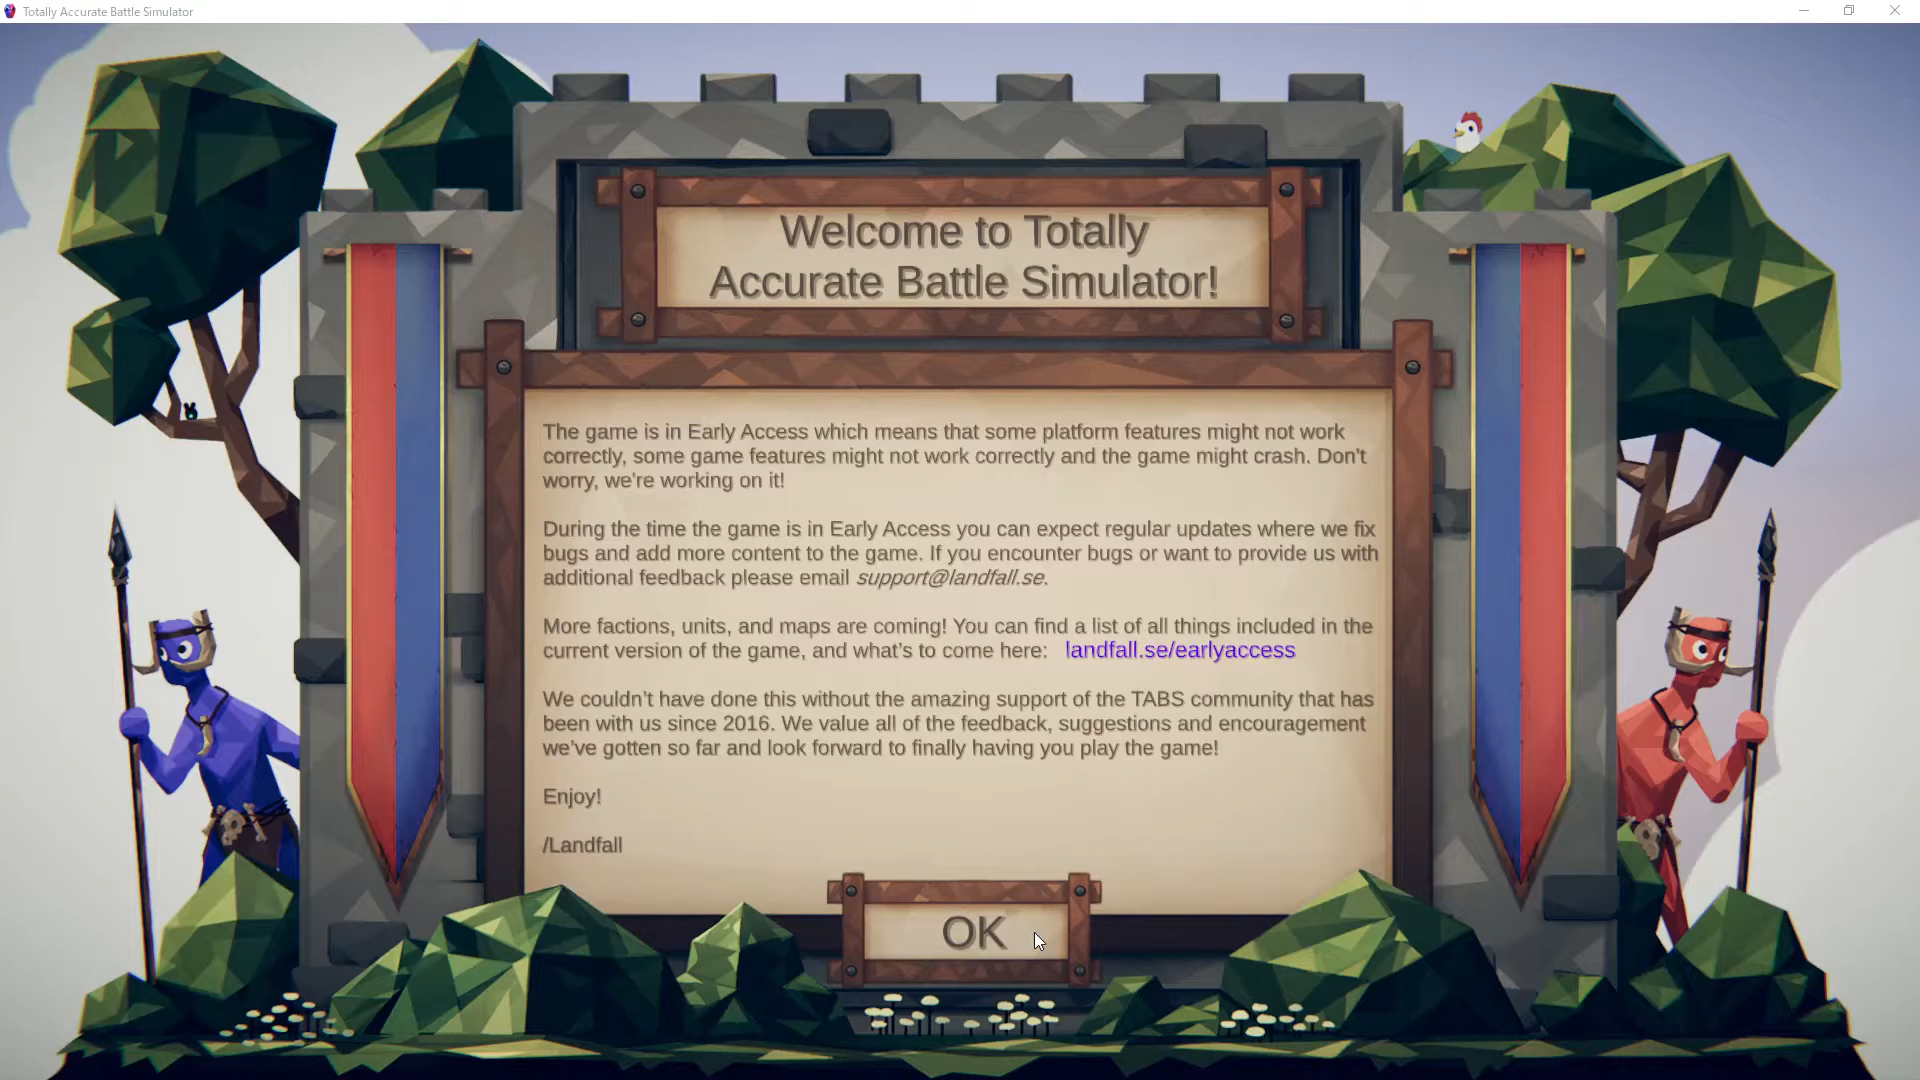 Totally Accurate Battle Simulator
Welcome to Totally
Accurate Battle Simulator!
The game is in Early Access which means that some platform features might not work
correctly, some game features might not work correctly and the game might crash. Don't
worry, we're working on it!
During the time the game is in Early Access you can expect regular updates where we fix
bugs and add more content to the game. If you encounter bugs or want to provide us with
additional feedback please email support@landfall.se.
More factions, units, and maps are coming! You can find a list of all things included in the
current version of the game, and what's to come here: landfall.se/earlyaccess
We couldn't have done this without the amazing support of the TABS community that has
been with us since 2016. We value all of the feedback, suggestions and encouragement
we've gotten so far and look forward to finally having you play the game!
Enjoy!
/Landfall
OK